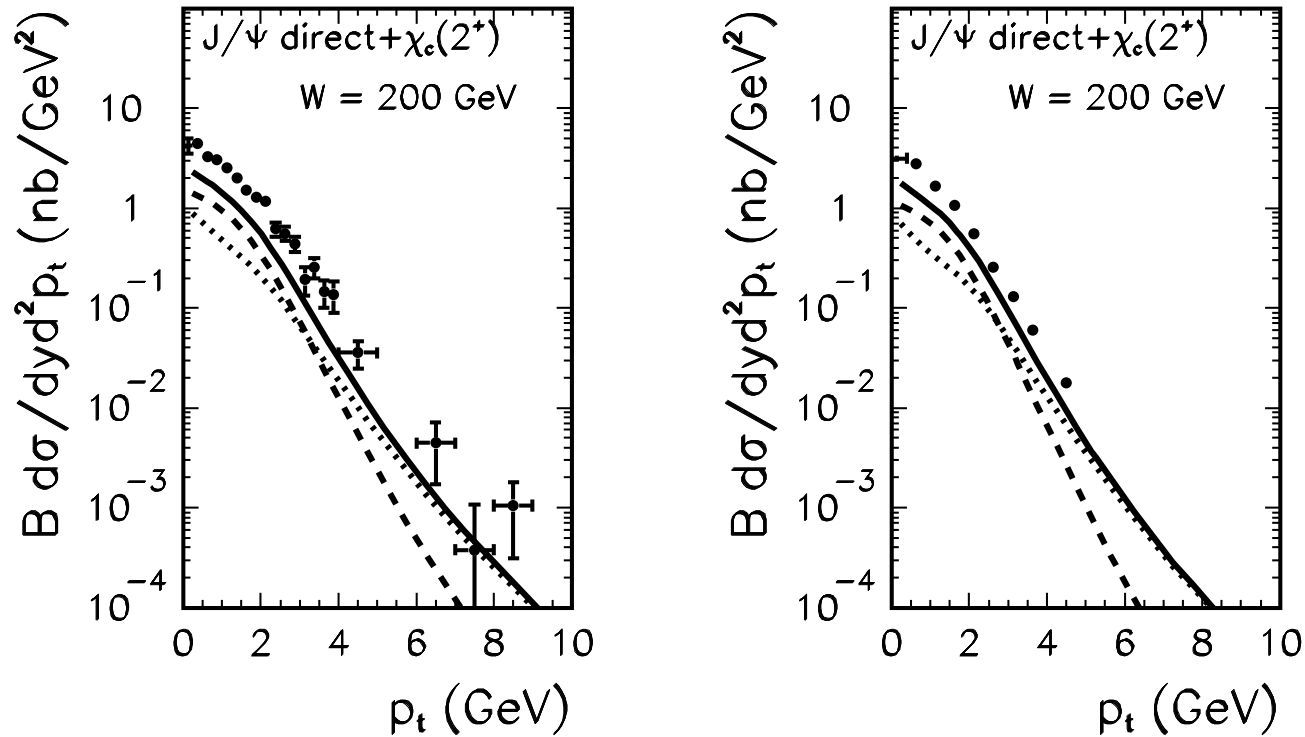 B dσ/dyd²pₜ (nb/GeV²)
J/ψ direct+χ_c(2⁺)
W = 200 GeV
10
1
10⁻¹
10⁻²
10⁻³
10⁻⁴
0 2 4 6 8 10
pₜ (GeV)
B dσ/dyd²pₜ (nb/GeV²)
J/ψ direct+χ_c(2⁺)
W = 200 GeV
10
1
10⁻¹
10⁻²
10⁻³
10⁻⁴
0 2 4 6 8 10
pₜ (GeV)